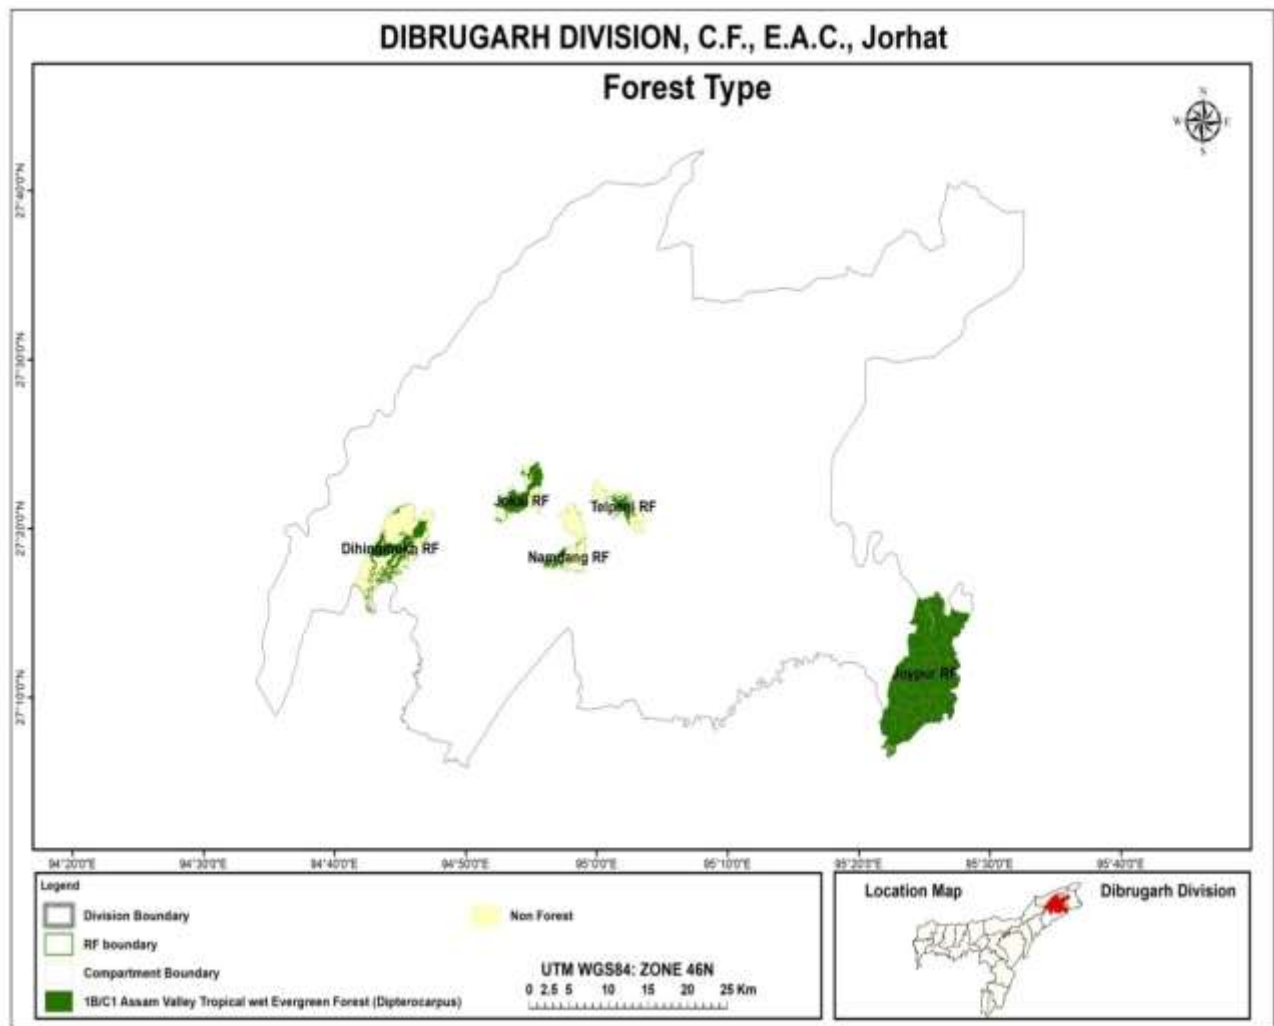 DIBRUGARH DIVISION, C.F., E.A.C., Jorhat
Forest Type
N
W E
S
27°40'0"N
27°30'0"N
27°20'0"N
27°10'0"N
Jokai RF
Telpani RF
Dihingmukh RF
Namdang RF
Joypur RF
94°20'0"E 94°30'0"E 94°40'0"E 94°50'0"E 95°0'0"E 95°10'0"E 95°20'0"E 95°30'0"E 95°40'0"E
Legend
Division Boundary
Non Forest
RF boundary
Compartment Boundary
1B/C1 Assam Valley Tropical wet Evergreen Forest (Dipterocarpus)
UTM WGS84: ZONE 46N
0 2.5 5 10 15 20 25 Km
Location Map Dibrugarh Division